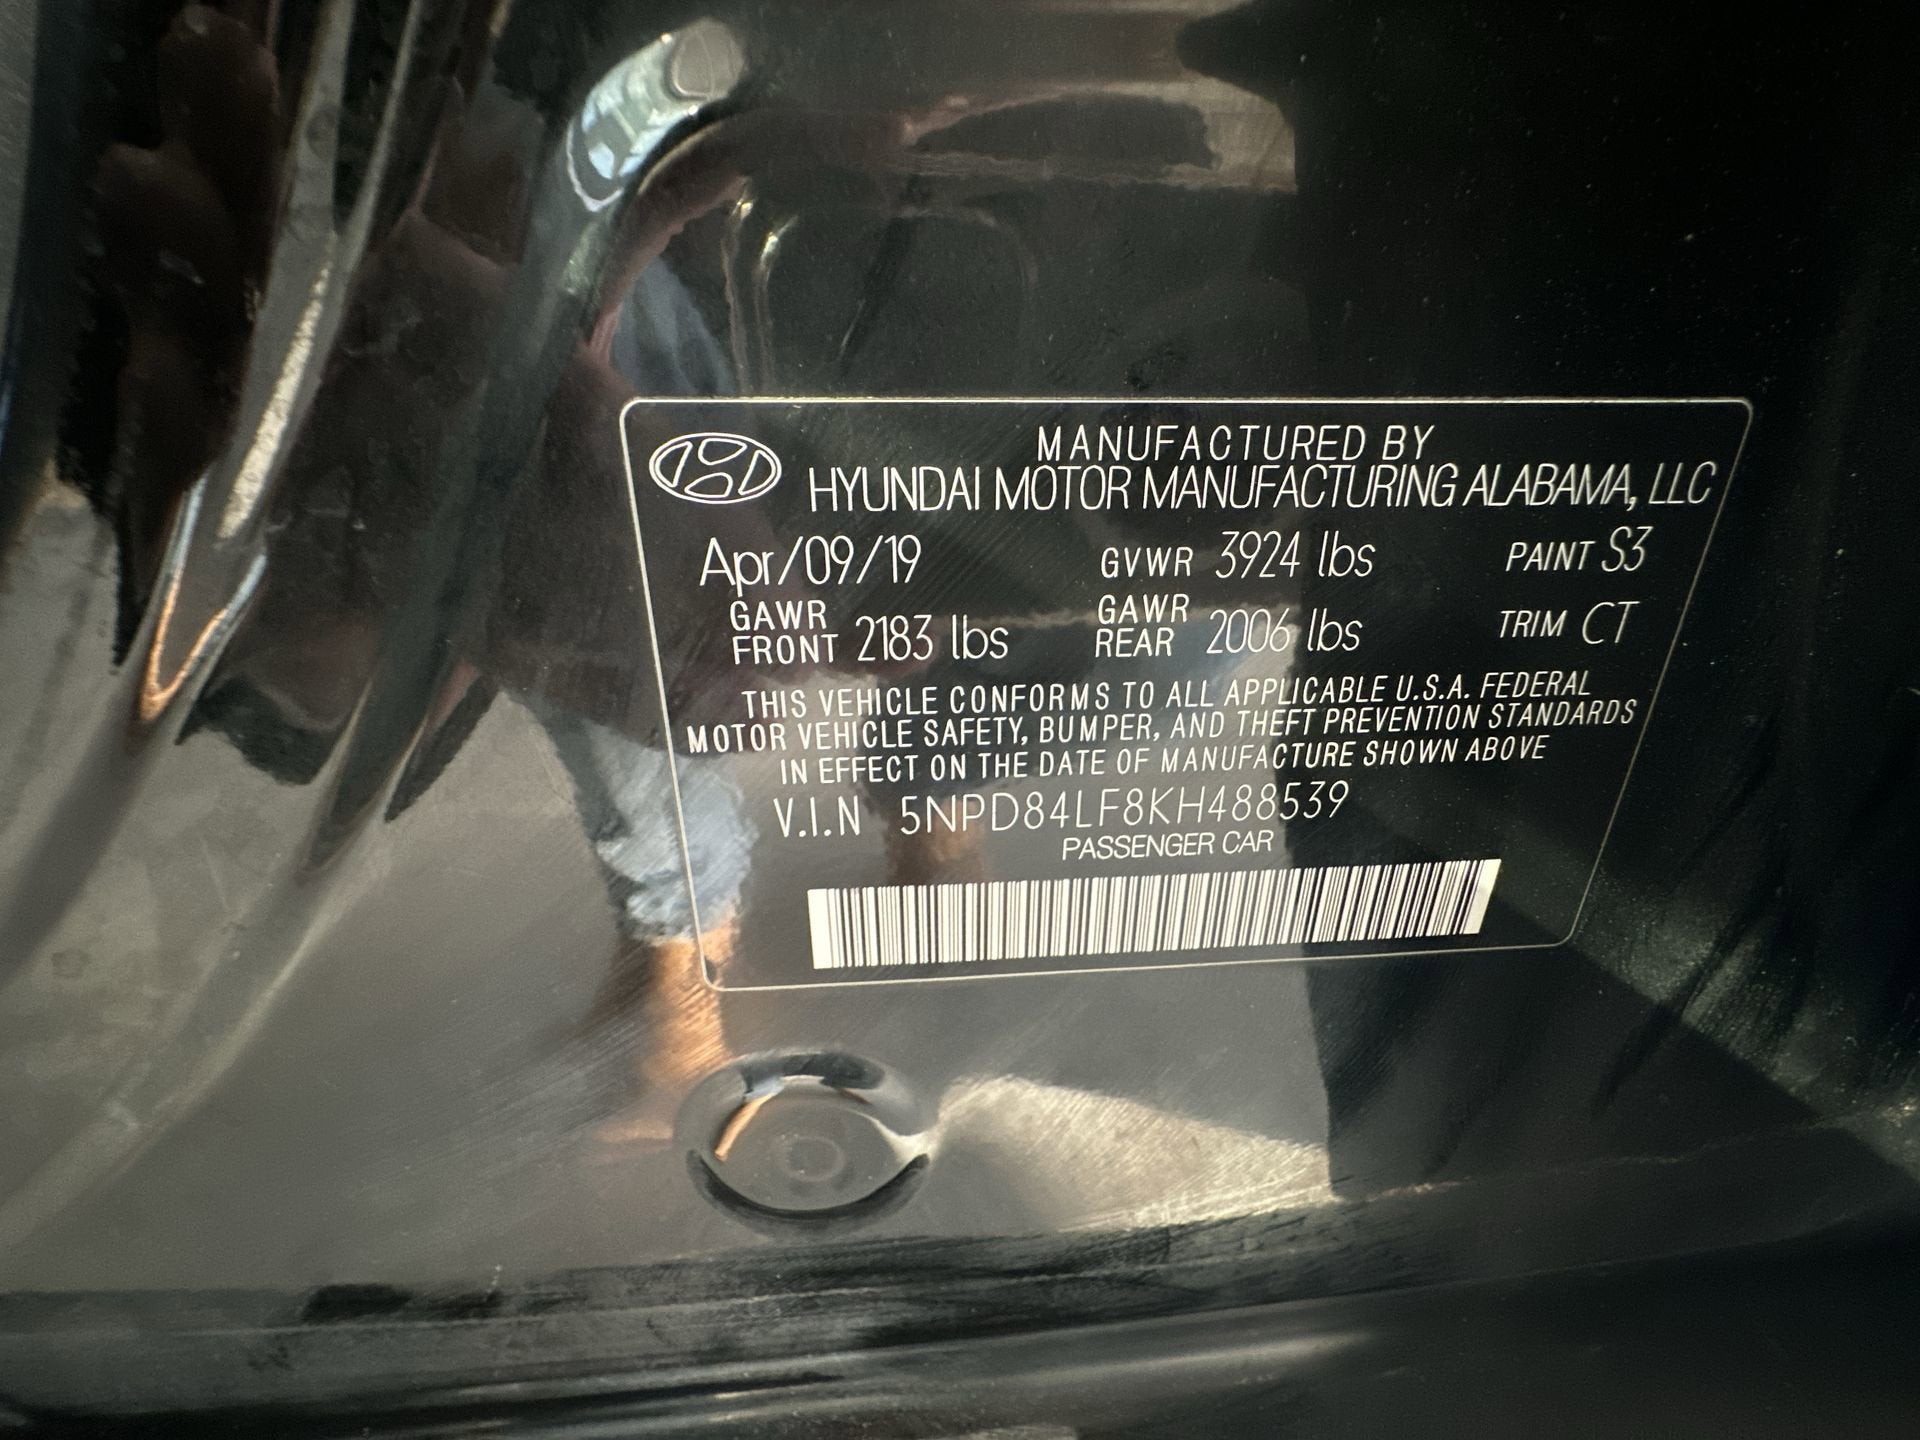 MANUFACTURED BY
HYUNDAI MOTOR MANUFACTURING ALABAMA, LLC
Apr/09/19 GVWR 3924 lbs PAINT S3
GAWR FRONT 2183 lbs GAWR REAR 2006 lbs TRIM CT
THIS VEHICLE CONFORMS TO ALL APPLICABLE U.S.A. FEDERAL
MOTOR VEHICLE SAFETY, BUMPER, AND THEFT PREVENTION STANDARDS
IN EFFECT ON THE DATE OF MANUFACTURE SHOWN ABOVE
V.I.N 5NPD84LF8KH488539
PASSENGER CAR